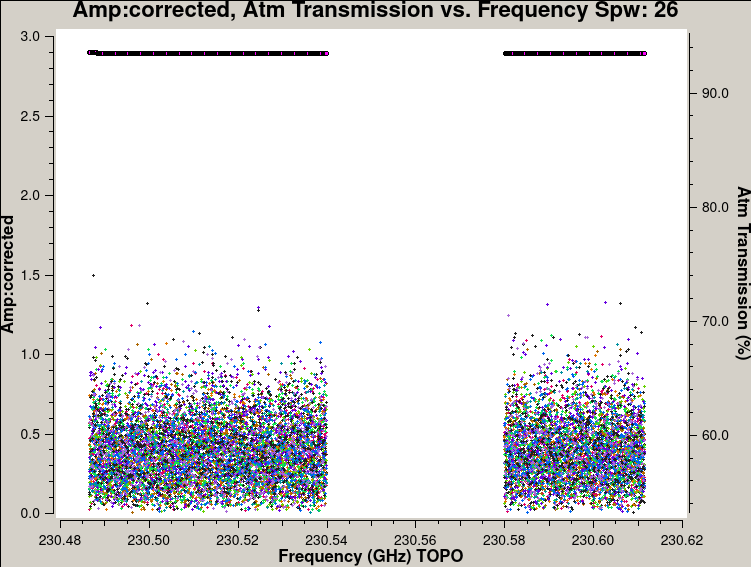 Amp:corrected, Atm Transmission vs. Frequency Spw: 26
3.0
2.5
2.0
1.5
1.0
0.5
0.0
Amp:corrected
90.0
80.0
70.0
60.0
Atm Transmission (%)
230.48 230.50 230.52 230.54 230.56 230.58 230.60 230.62
Frequency (GHz) TOPO